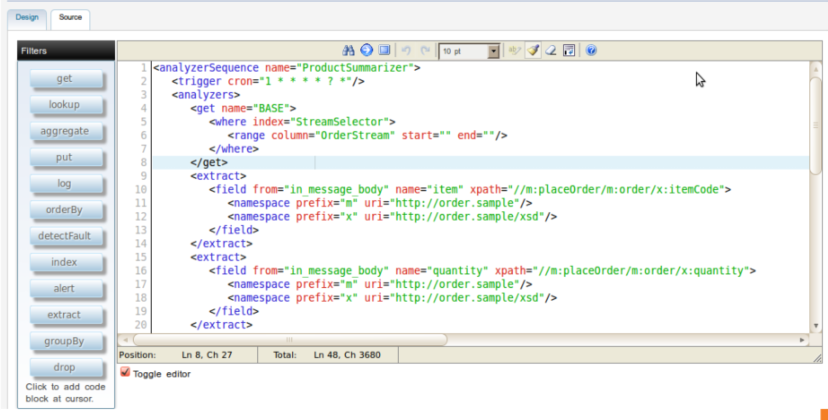 Design Source
Filters
10 pt
get
lookup
aggregate
put
log
orderBy
detectFault
index
alert
extract
groupBy
drop
Click to add code
block at cursor.
1 <analyzerSequence name="ProductSummarizer">
2 <trigger cron="1 * * * * ? *"/>
3 <analyzers>
4 <get name="BASE">
5 <where index="StreamSelector">
6 <range column="OrderStream" start="" end=""/>
7 </where>
8 </get>
9 <extract>
10 <field from="in_message_body" name="item" xpath="//m:placeOrder/m:order/x:itemCode">
11 <namespace prefix="m" uri="http://order.sample"/>
12 <namespace prefix="x" uri="http://order.sample/xsd"/>
13 </field>
14 </extract>
15 <extract>
16 <field from="in_message_body" name="quantity" xpath="//m:placeOrder/m:order/x:quantity">
17 <namespace prefix="m" uri="http://order.sample"/>
18 <namespace prefix="x" uri="http://order.sample/xsd"/>
19 </field>
20 </extract>
Position: Ln 8, Ch 27 Total: Ln 48, Ch 3680
Toggle editor